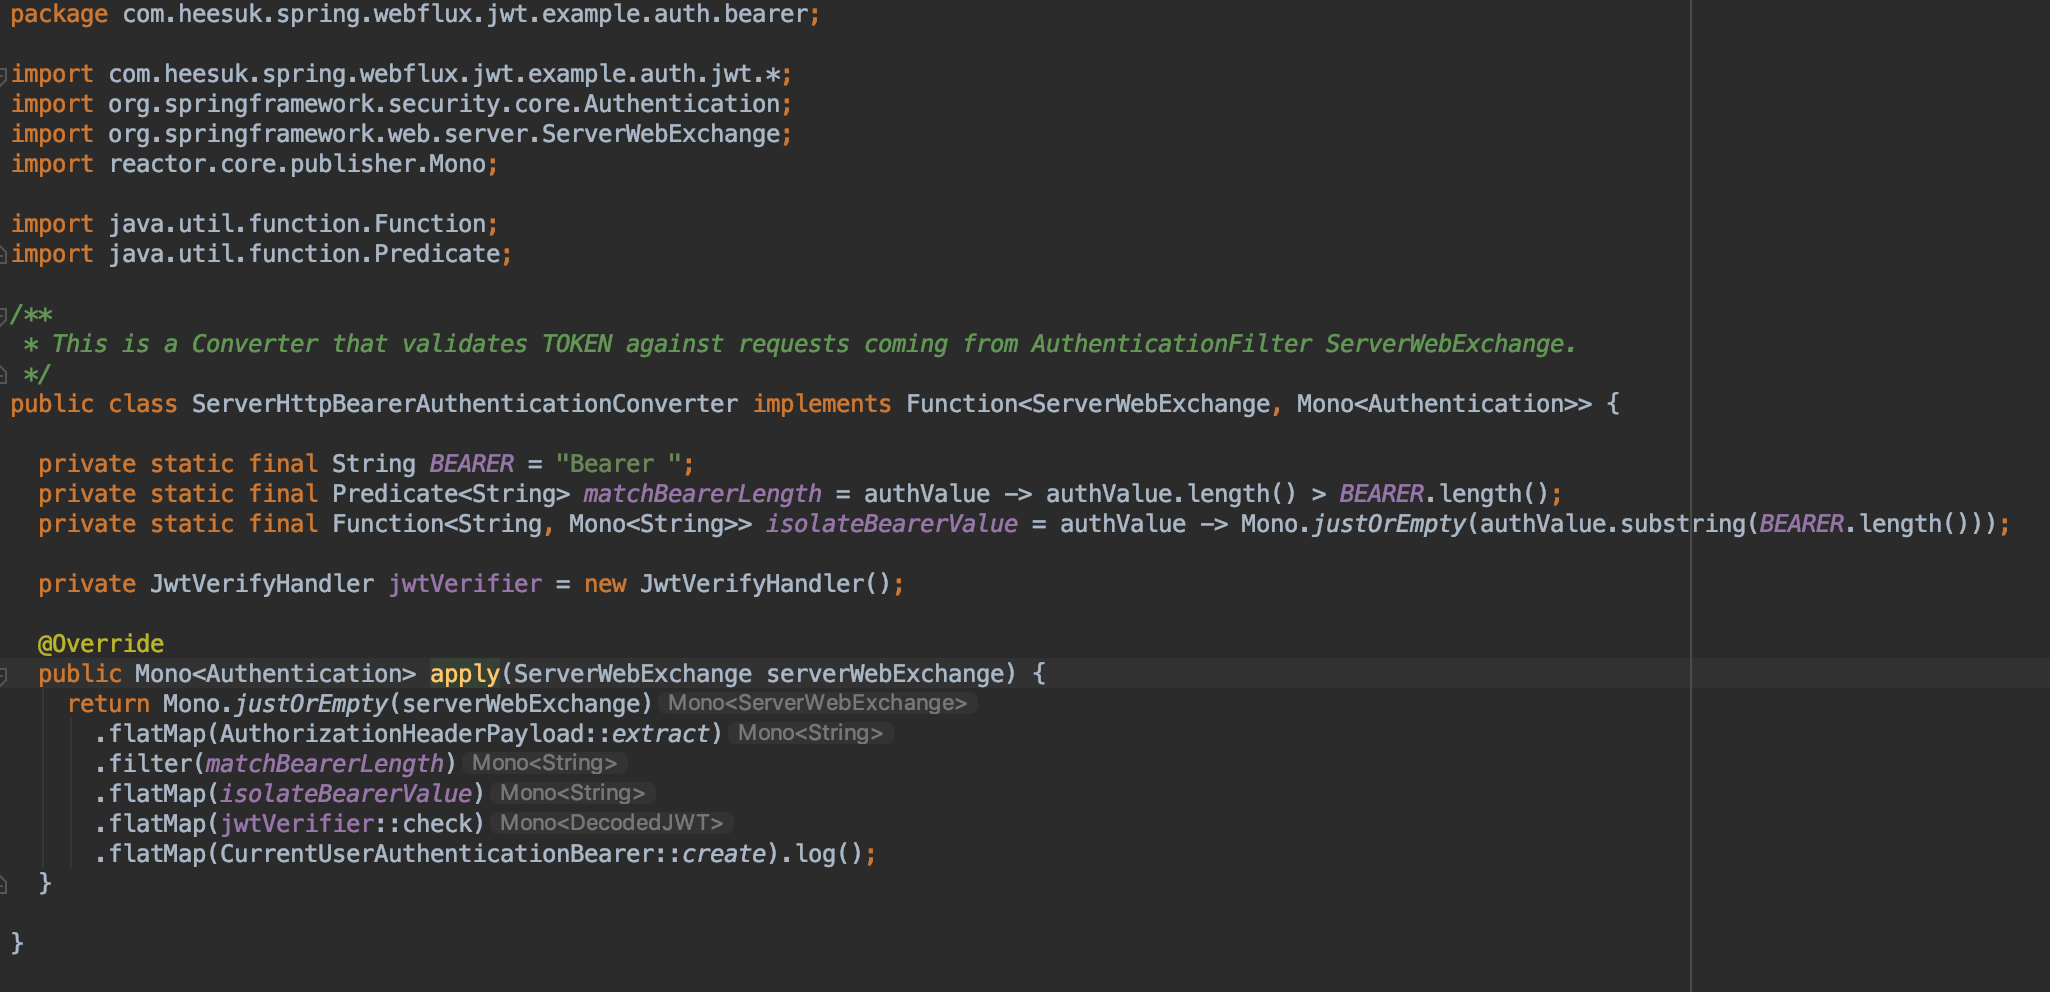 package com.heesuk.spring.webflux.jwt.example.auth.bearer;
import com.heesuk.spring.webflux.jwt.example.auth.jwt.*;
import org.springframework.security.core.Authentication;
import org.springframework.web.server.ServerWebExchange;
import reactor.core.publisher.Mono;
import java.util.function.Function;
import java.util.function.Predicate;
/**
 * This is a Converter that validates TOKEN against requests coming from AuthenticationFilter ServerWebExchange.
 */
public class ServerHttpBearerAuthenticationConverter implements Function<ServerWebExchange, Mono<Authentication>> {
  private static final String BEARER = "Bearer ";
  private static final Predicate<String> matchBearerLength = authValue -> authValue.length() > BEARER.length();
  private static final Function<String, Mono<String>> isolateBearerValue = authValue -> Mono.justOrEmpty(authValue.substring(BEARER.length()));
  private JwtVerifyHandler jwtVerifier = new JwtVerifyHandler();
  @Override
  public Mono<Authentication> apply(ServerWebExchange serverWebExchange) {
    return Mono.justOrEmpty(serverWebExchange) Mono<ServerWebExchange>
      .flatMap(AuthorizationHeaderPayload::extract) Mono<String>
      .filter(matchBearerLength) Mono<String>
      .flatMap(isolateBearerValue) Mono<String>
      .flatMap(jwtVerifier::check) Mono<DecodedJWT>
      .flatMap(CurrentUserAuthenticationBearer::create).log();
  }
}